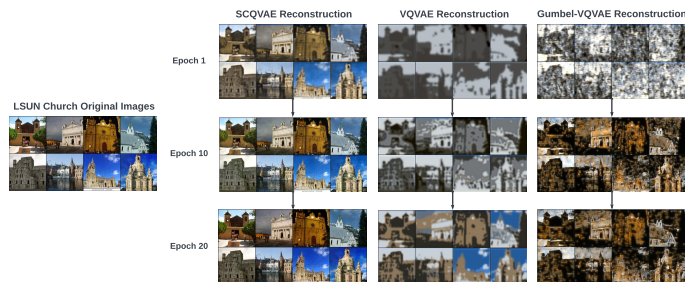 SCQVAE Reconstruction
VQVAE Reconstruction
Gumbel-VQVAE Reconstruction
Epoch 1
LSUN Church Original Images
Epoch 10
Epoch 20